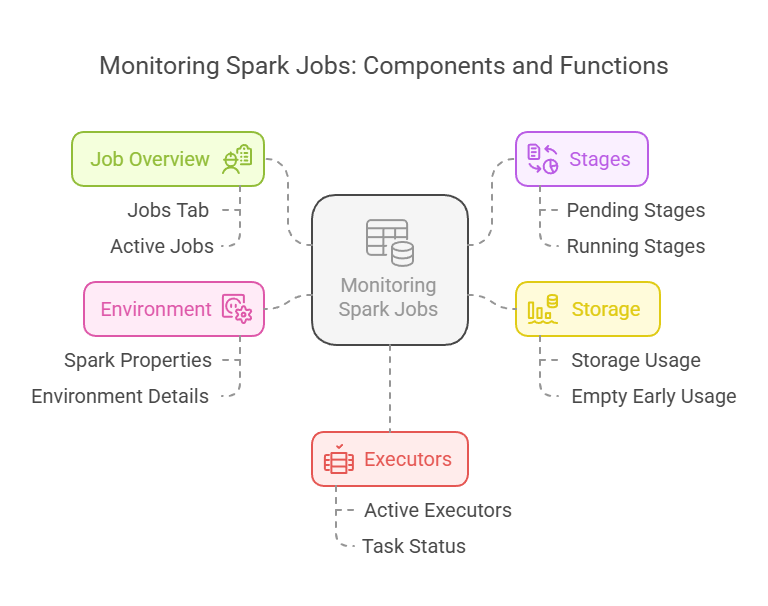 Monitoring Spark Jobs: Components and Functions
Job Overview
Jobs Tab
Active Jobs
Environment
Spark Properties
Environment Details
Monitoring
Spark Jobs
Stages
Pending Stages
Running Stages
Storage
Storage Usage
Empty Early Usage
Executors
Active Executors
Task Status